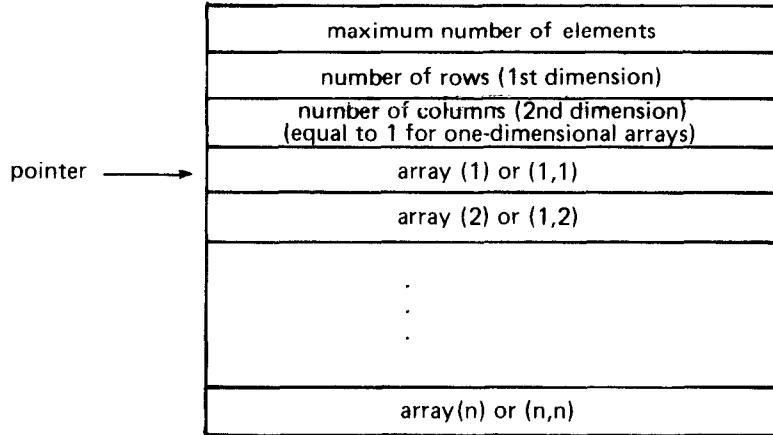 maximum number of elements
number of rows (1st dimension)
number of columns (2nd dimension)
(equal to 1 for one-dimensional arrays)
pointer
array (1) or (1,1)
array (2) or (1,2)
.
.
.
array(n) or (n,n)